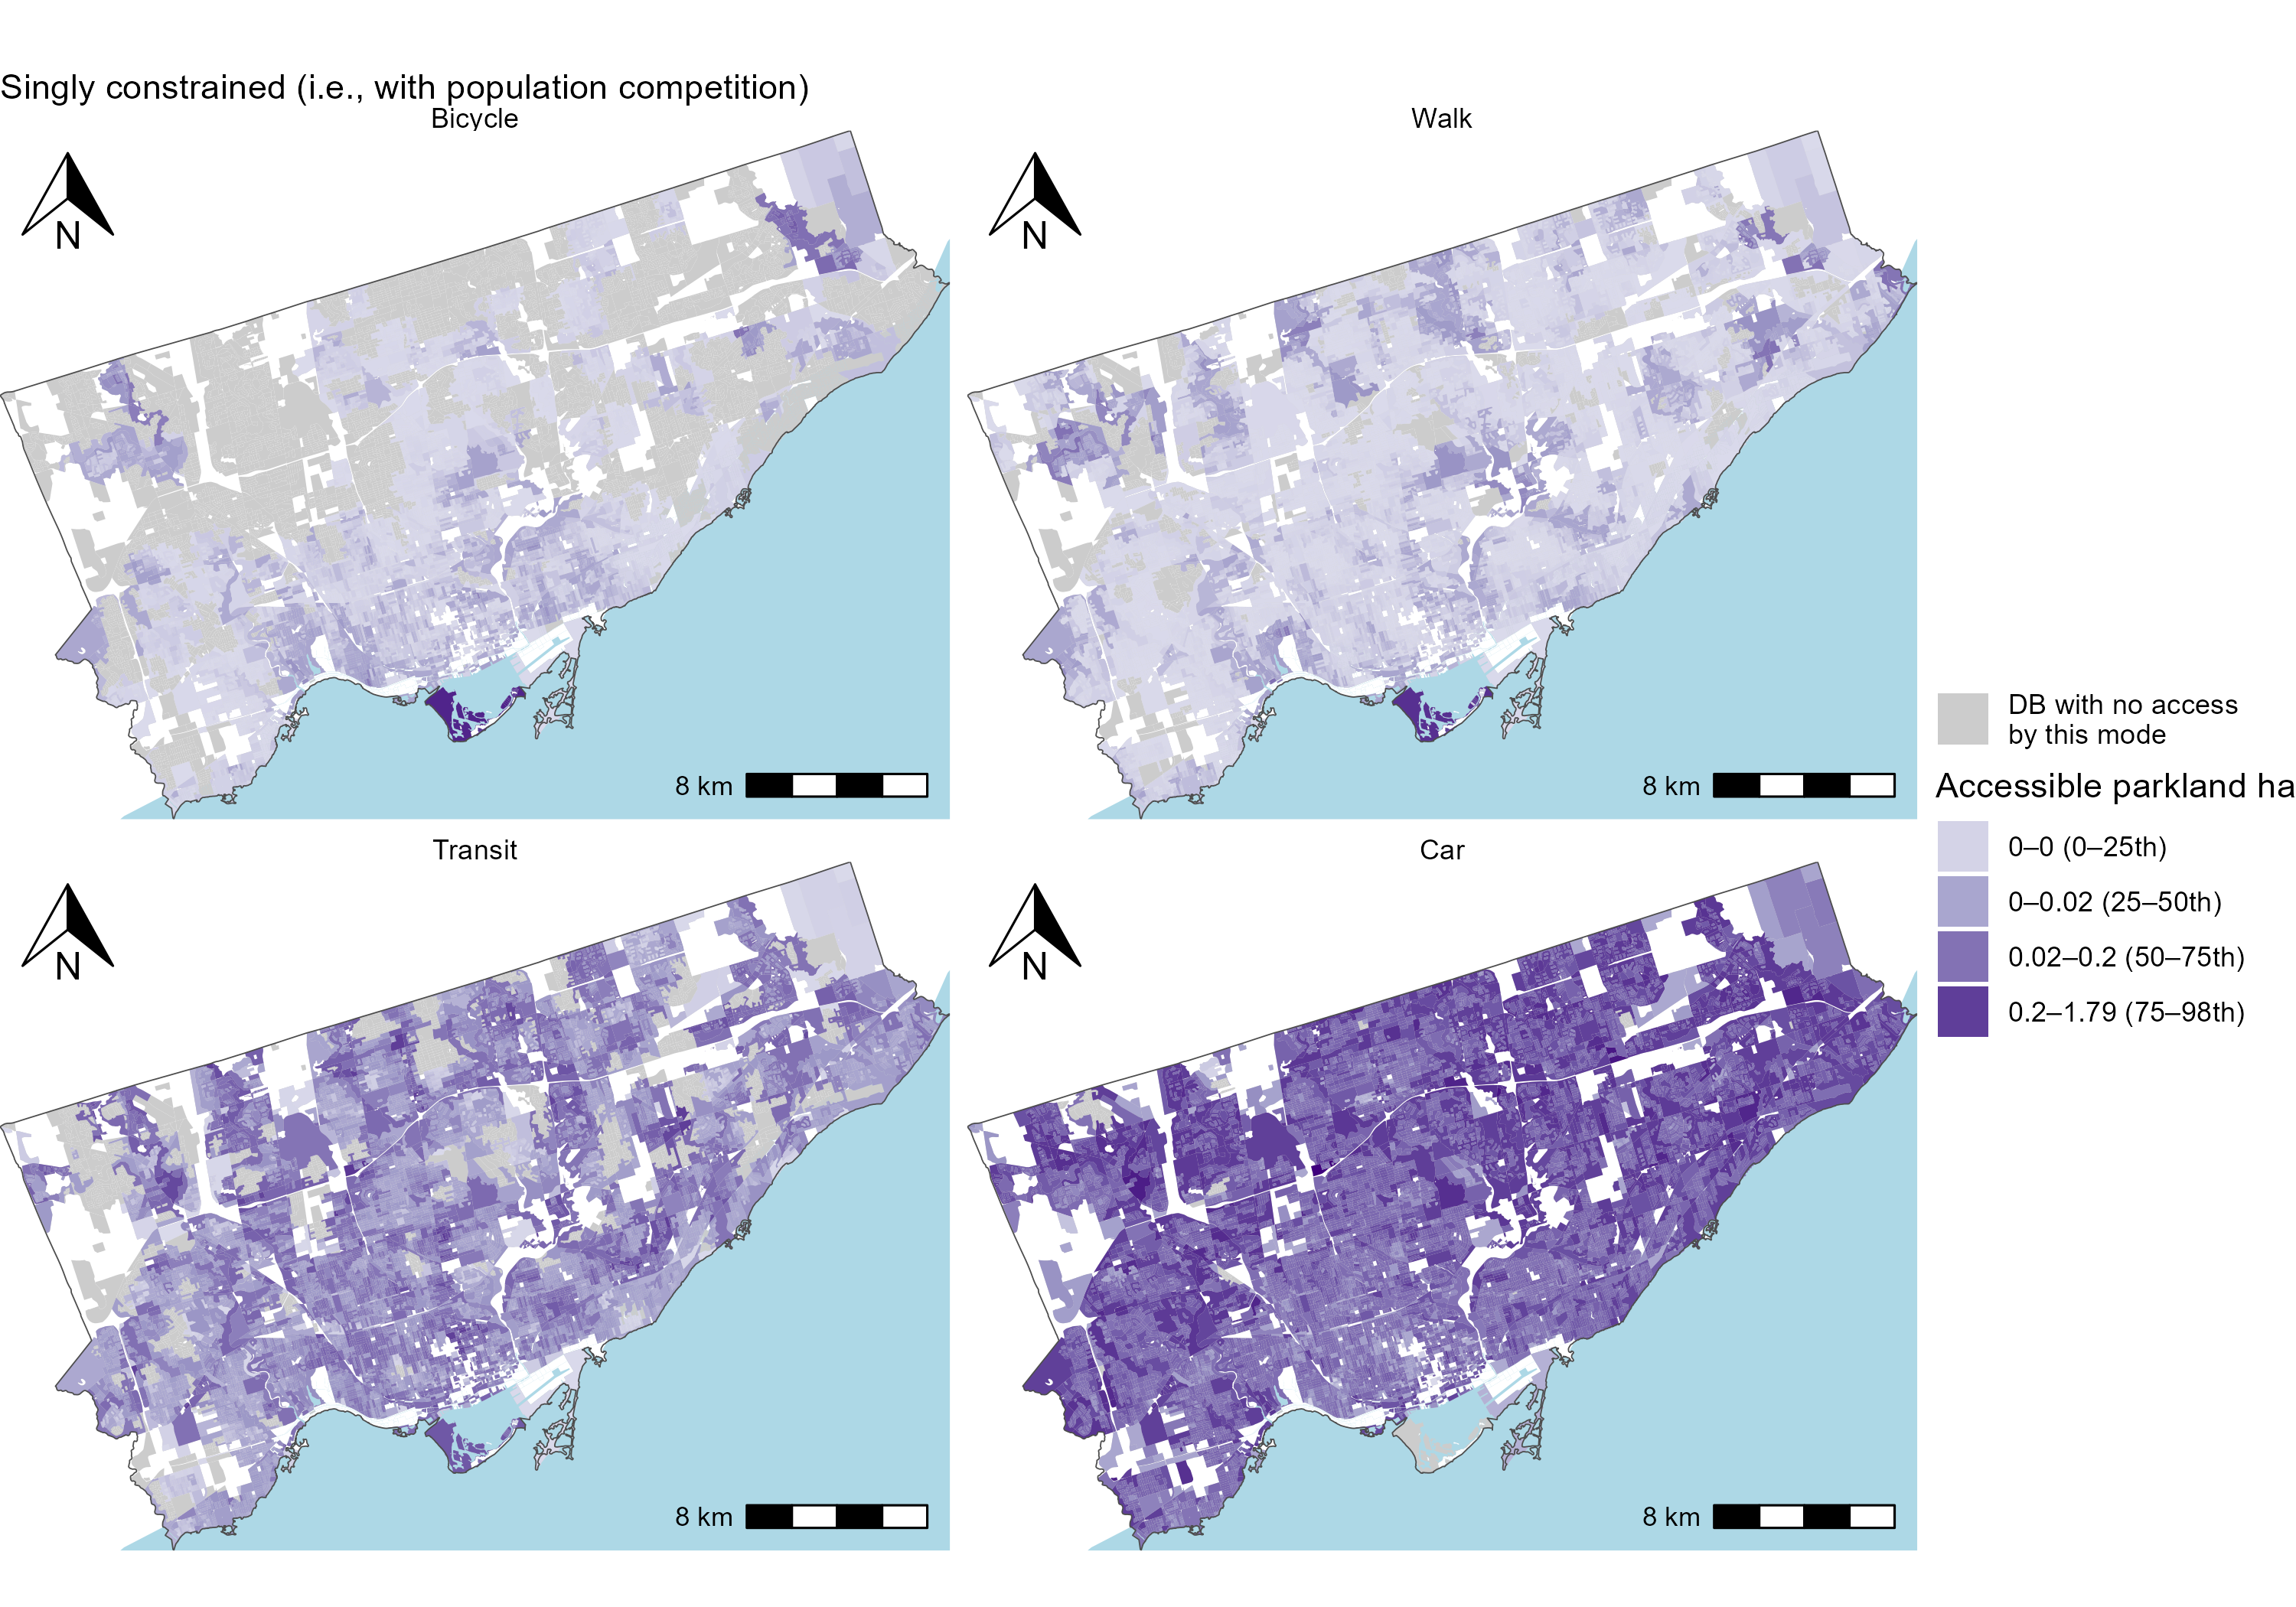 Singly constrained (i.e., with population competition)
Bicycle
Walk
N
N
8 km
8 km
Transit
Car
N
N
8 km
8 km
DB with no access
by this mode
Accessible parkland ha
0–0 (0–25th)
0–0.02 (25–50th)
0.02–0.2 (50–75th)
0.2–1.79 (75–98th)